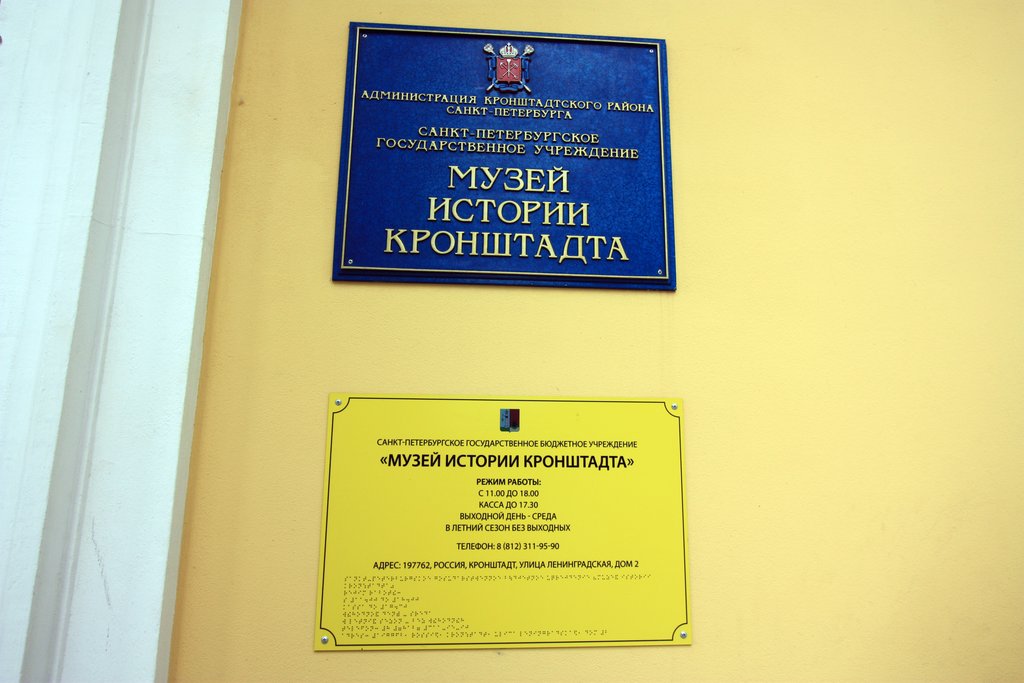 АДМИНИСТРАЦИЯ КРОНШТАДТСКОГО РАЙОНА
САНКТ-ПЕТЕРБУРГА
САНКТ-ПЕТЕРБУРГСКОЕ
ГОСУДАРСТВЕННОЕ УЧРЕЖДЕНИЕ
МУЗЕЙ
ИСТОРИИ
КРОНШТАДТА
САНКТ-ПЕТЕРБУРГСКОЕ ГОСУДАРСТВЕННОЕ БЮДЖЕТНОЕ УЧРЕЖДЕНИЕ
«МУЗЕЙ ИСТОРИИ КРОНШТАДТА»
РЕЖИМ РАБОТЫ:
С 11.00 ДО 18.00
КАССА ДО 17.30
ВЫХОДНОЙ ДЕНЬ - СРЕДА
В ЛЕТНИЙ СЕЗОН БЕЗ ВЫХОДНЫХ
ТЕЛЕФОН: 8 (812) 311-95-90
АДРЕС: 197762, РОССИЯ, КРОНШТАДТ, УЛИЦА ЛЕНИНГРАДСКАЯ, ДОМ 2